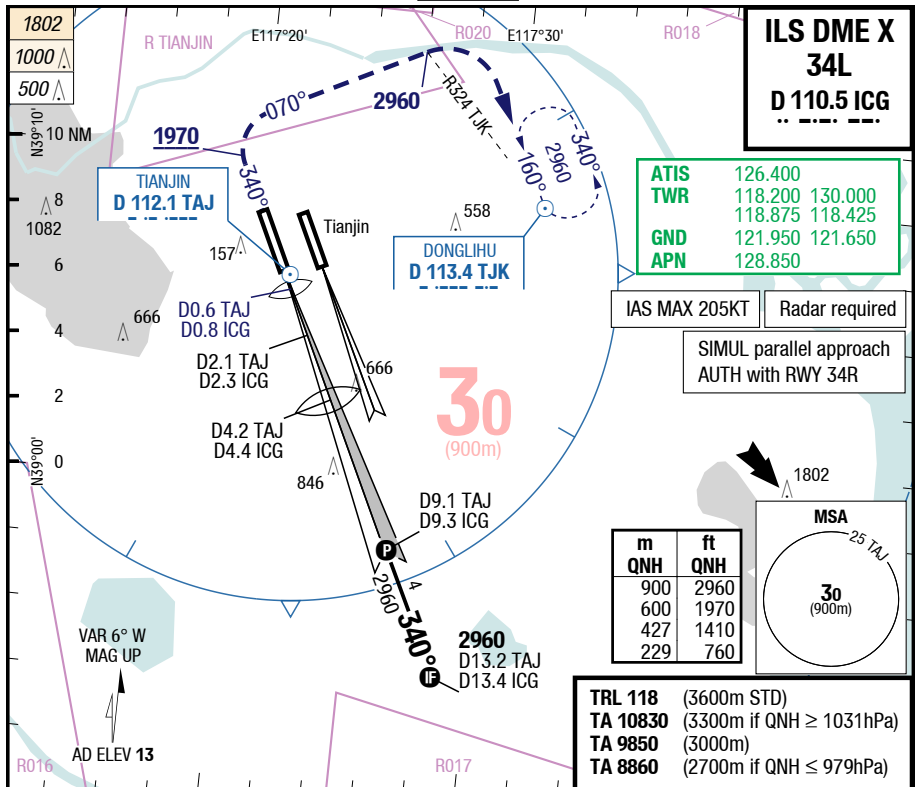 1802
1000
500
R TIANJIN
E117°20'
R020
E117°30'
R018
ILS DME X
34L
D 110.5 ICG
N39°10'
10 NM
8
6
4
2
0
N39°00'
1970
070°
2960
R324 TJK
340°
340°
2960
160°
TIANJIN
D 112.1 TAJ
Tianjin
558
DONGLIHU
D 113.4 TJK
ATIS 126.400
TWR 118.200 130.000
118.875 118.425
GND 121.950 121.650
APN 128.850
1082
157
666
D0.6 TAJ
D0.8 ICG
IAS MAX 205KT
Radar required
SIMUL parallel approach
AUTH with RWY 34R
D2.1 TAJ
D2.3 ICG
666
30
(900m)
D4.2 TAJ
D4.4 ICG
846
1802
D9.1 TAJ
D9.3 ICG
P
4
2960
340°
2960
D13.2 TAJ
D13.4 ICG
IF
m ft
QNH QNH
900 2960
600 1970
427 1410
229 760
MSA
25 TAJ
30
(900m)
VAR 6° W
MAG UP
AD ELEV 13
R016
R017
TRL 118 (3600m STD)
TA 10830 (3300m if QNH ≥ 1031hPa)
TA 9850 (3000m)
TA 8860 (2700m if QNH ≤ 979hPa)